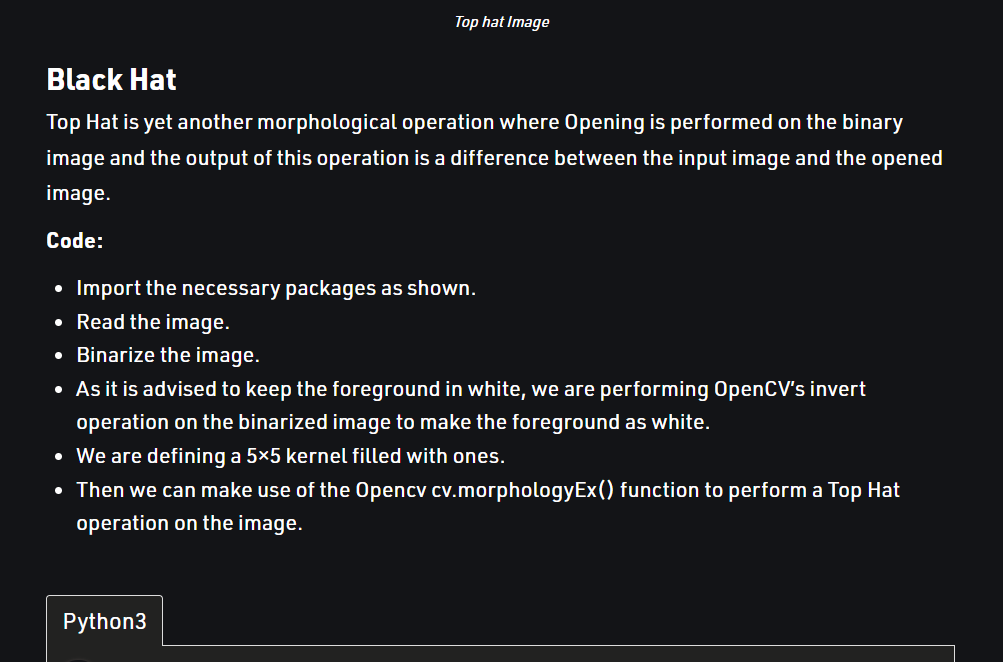 Top hat Image
Black Hat
Top Hat is yet another morphological operation where Opening is performed on the binary
image and the output of this operation is a difference between the input image and the opened
image.
Code:
• Import the necessary packages as shown.
• Read the image.
• Binarize the image.
• As it is advised to keep the foreground in white, we are performing OpenCV’s invert
operation on the binarized image to make the foreground as white.
• We are defining a 5×5 kernel filled with ones.
• Then we can make use of the Opencv cv.morphologyEx() function to perform a Top Hat
operation on the image.
Python3